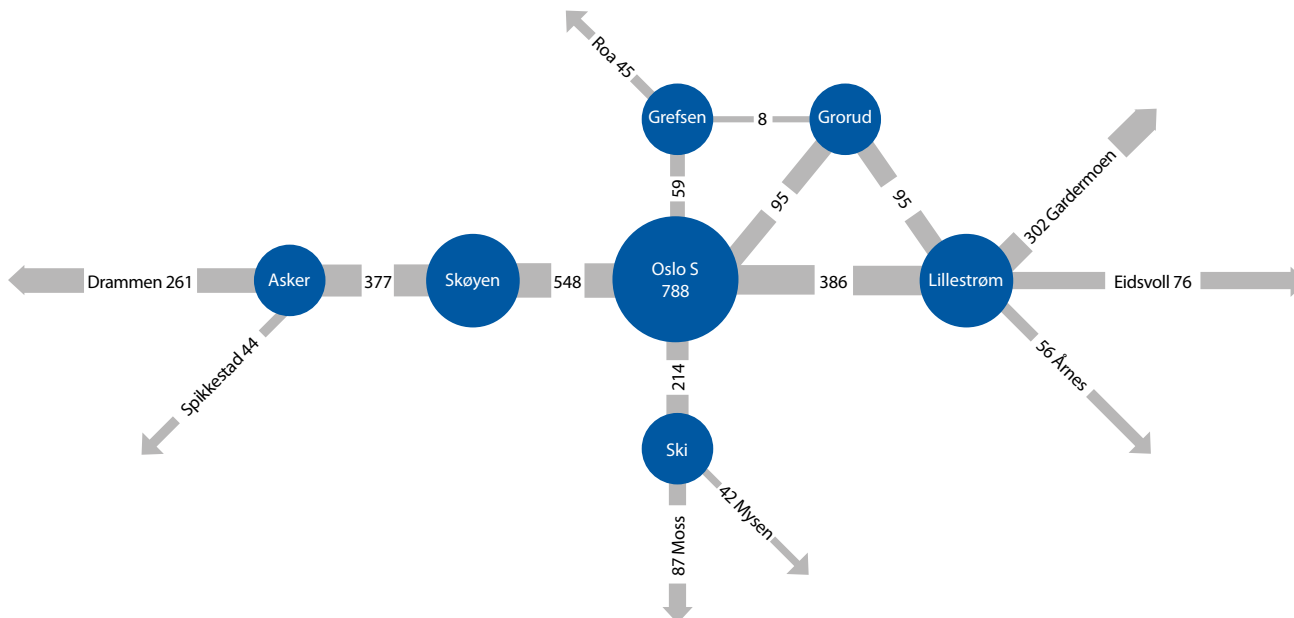 Roa 45
Grefsen
8
Grorud
59
95
95
302 Gardermoen
Drammen 261
Asker
377
Skøyen
548
Oslo S
788
386
Lillestrøm
Eidsvoll 76
Spikkestad 44
214
56 Årnes
Ski
42 Mysen
87 Moss